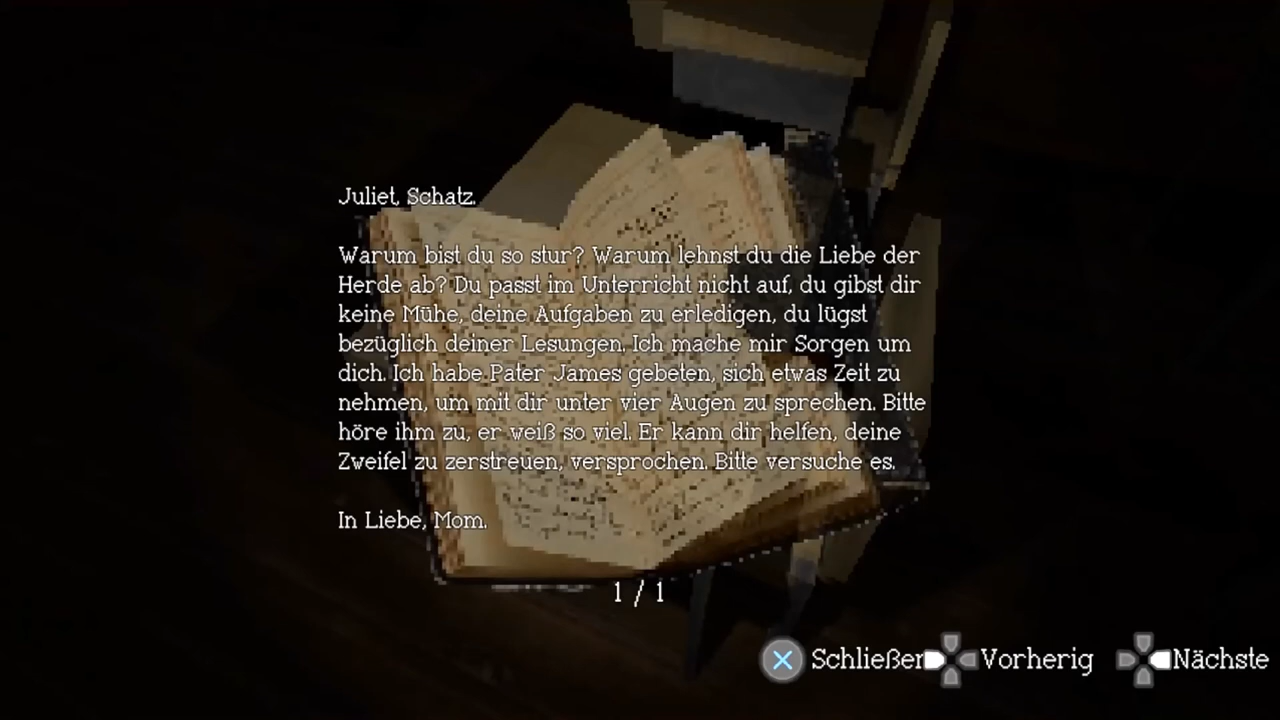 Juliet, Schatz.
Warum bist du so stur? Warum lehnst du die Liebe der
Herde ab? Du passt im Unterricht nicht auf, du gibst dir
keine Mühe, deine Aufgaben zu erledigen, du lügst
bezüglich deiner Lesungen. Ich mache mir Sorgen um
dich. Ich habe Pater James gebeten, sich etwas Zeit zu
nehmen, um mit dir unter vier Augen zu sprechen. Bitte
höre ihm zu, er weiß so viel. Er kann dir helfen, deine
Zweifel zu zerstreuen, versprochen. Bitte versuche es.
In Liebe, Mom.
1 / 1
Schließen Vorherig Nächste